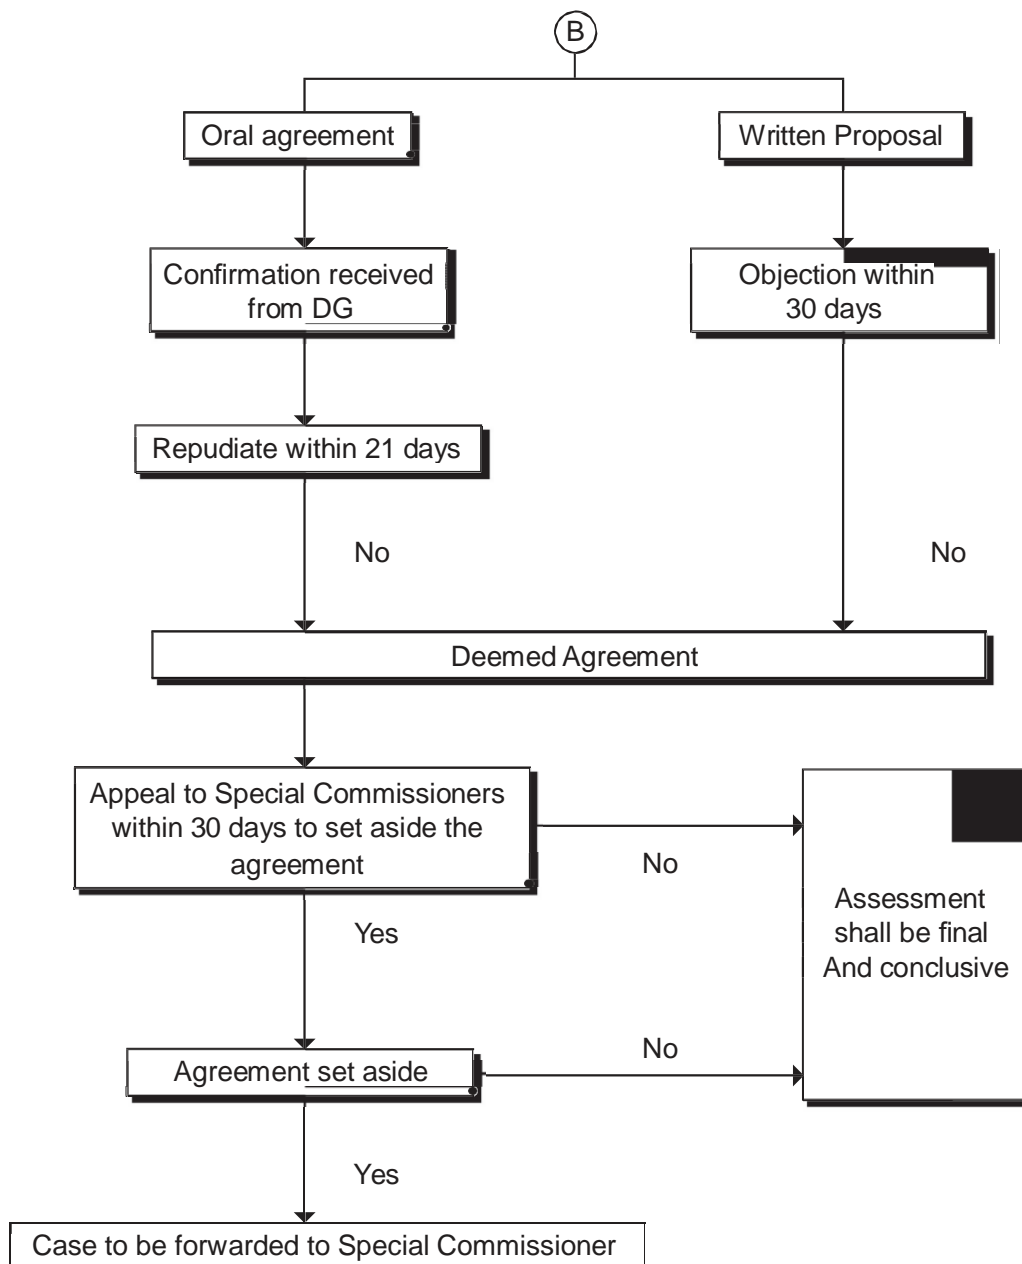 B
Oral agreement
Written Proposal
Confirmation received
from DG
Objection within
30 days
Repudiate within 21 days
No
No
Deemed Agreement
Appeal to Special Commissioners
within 30 days to set aside the
agreement
No
Yes
Assessment
shall be final
And conclusive
Agreement set aside
No
Yes
Case to be forwarded to Special Commissioner